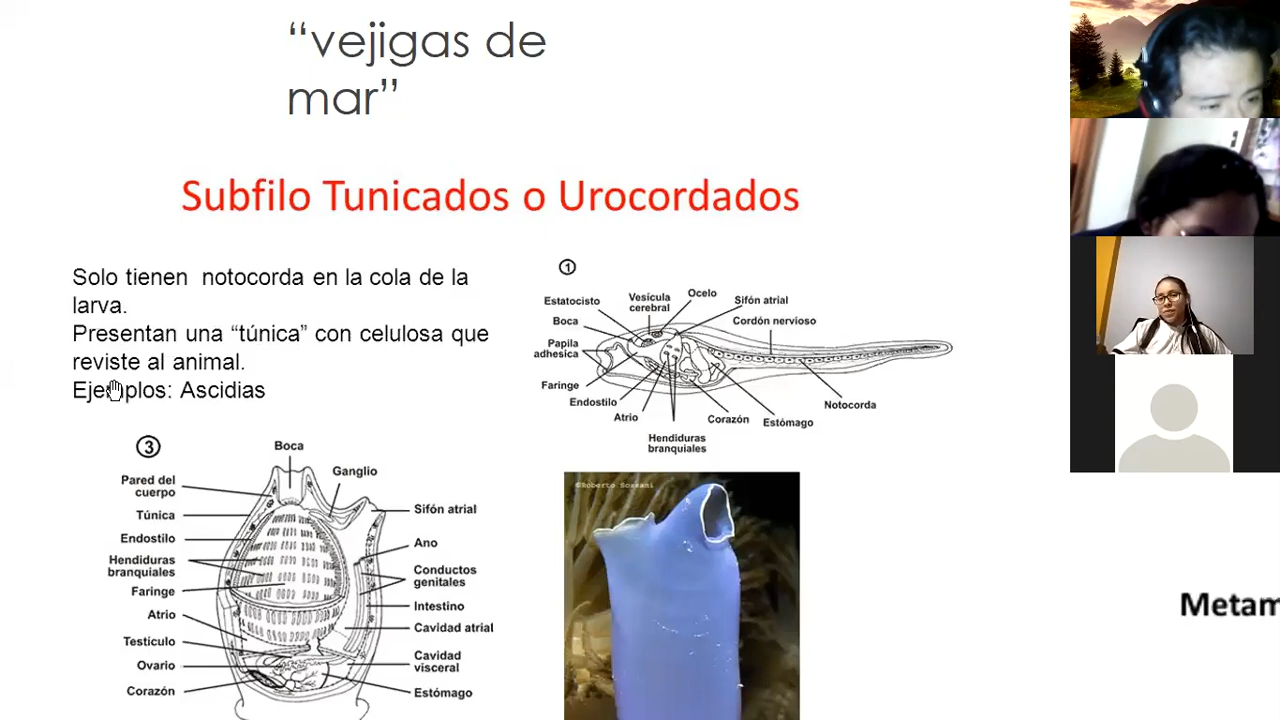 “vejigas de
mar”
Subfilo Tunicados o Urocordados
Solo tienen notocorda en la cola de la
larva.
Presentan una “túnica” con celulosa que
reviste al animal.
Ejemplos: Ascidias
1
Estatocisto
Vesícula
cerebral
Ocelo
Sifón atrial
Boca
Cordón nervioso
Papila
adhesica
Faringe
Endostilo
Atrio
Corazón
Estómago
Notocorda
Hendiduras
branquiales
3
Boca
Ganglio
Pared del
cuerpo
Túnica
Sifón atrial
Endostilo
Ano
Hendiduras
branquiales
Conductos
genitales
Faringe
Intestino
Atrio
Cavidad atrial
Testículo
Cavidad
visceral
Ovario
Corazón
Estómago
©Roberto Sozzani
Metam